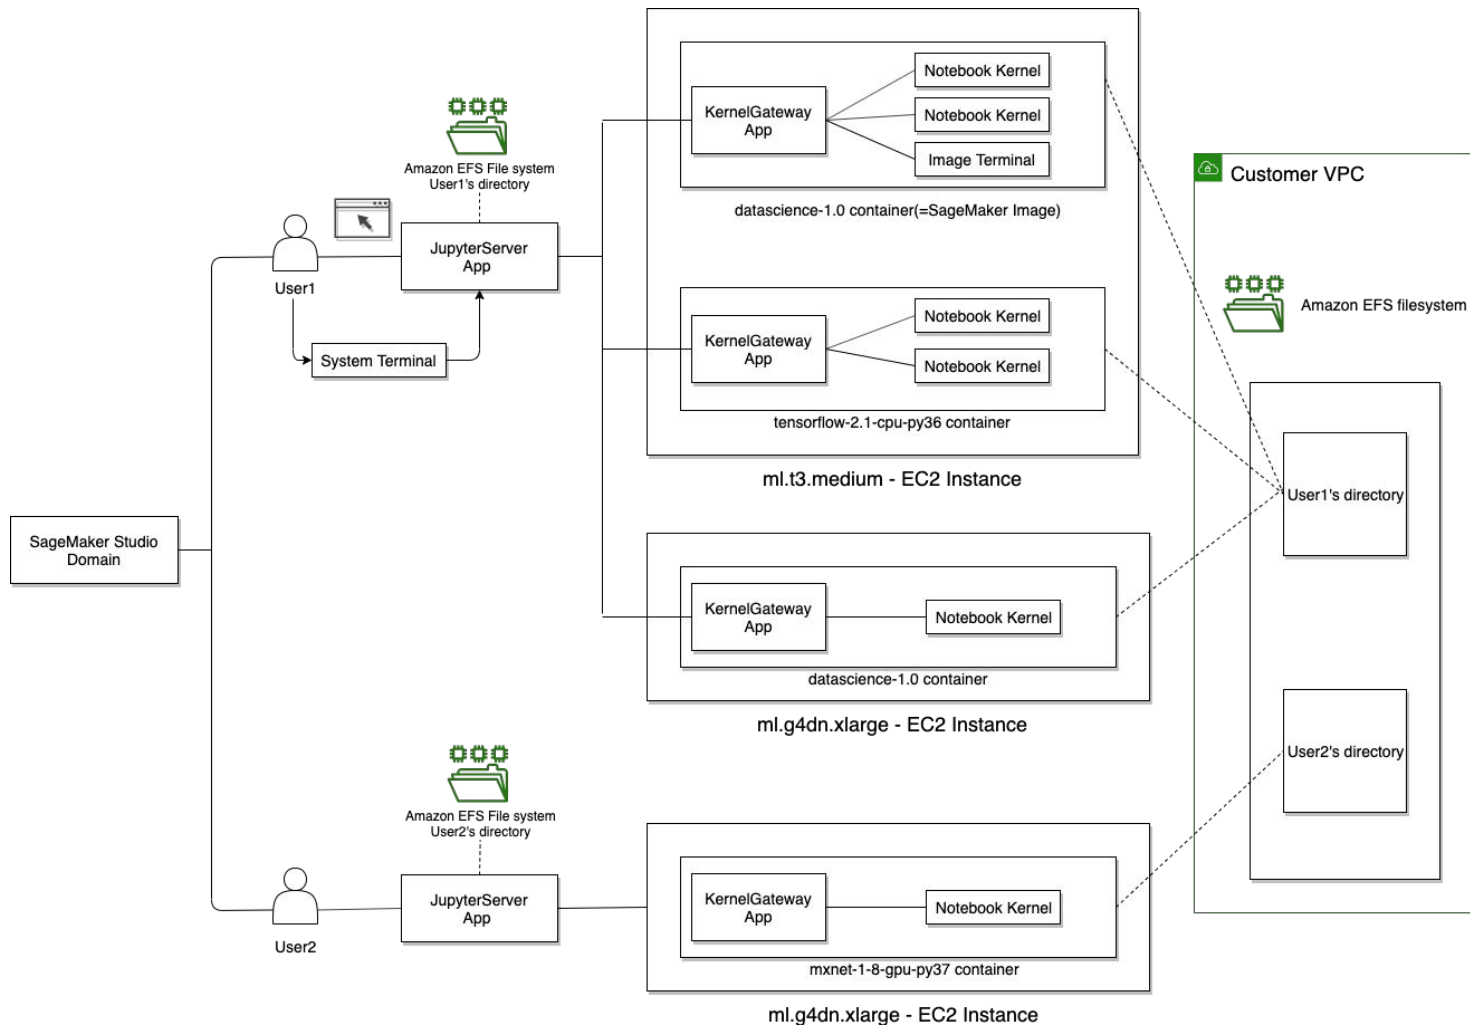 KernelGateway
App
Notebook Kernel
Notebook Kernel
Image Terminal
datascience-1.0 container(=SageMaker Image)
Amazon EFS File system
User1's directory
JupyterServer
App
User1
System Terminal
KernelGateway
App
Notebook Kernel
Notebook Kernel
tensorflow-2.1-cpu-py36 container
ml.t3.medium - EC2 Instance
SageMaker Studio
Domain
KernelGateway
App
Notebook Kernel
datascience-1.0 container
ml.g4dn.xlarge - EC2 Instance
Amazon EFS File system
User2's directory
JupyterServer
App
User2
KernelGateway
App
Notebook Kernel
mxnet-1-8-gpu-py37 container
ml.g4dn.xlarge - EC2 Instance
Customer VPC
Amazon EFS filesystem
User1's directory
User2's directory